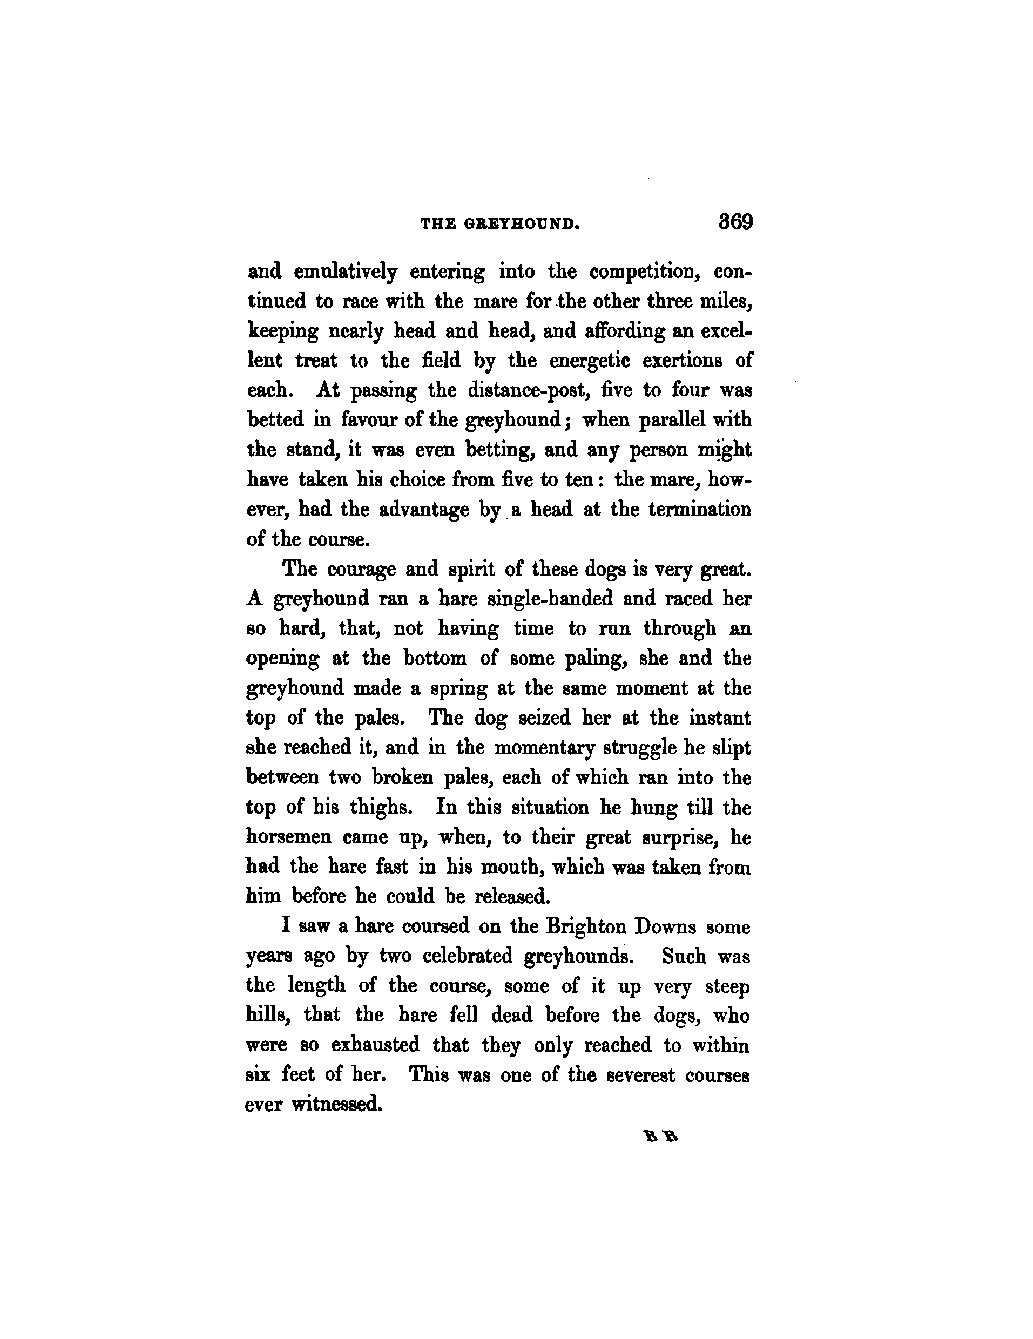 THE GREYHOUND. 369
and emulatively entering into the competition, con-
tinued to race with the mare for the other three miles,
keeping nearly head and head, and affording an excel-
lent treat to the field by the energetic exertions of
each. At passing the distance-post, five to four was
betted in favour of the greyhound; when parallel with
the stand, it was even betting, and any person might
have taken his choice from five to ten: the mare, how-
ever, had the advantage by a head at the termination
of the course.
The courage and spirit of these dogs is very great.
A greyhound ran a hare single-handed and raced her
so hard, that, not having time to run through an
opening at the bottom of some paling, she and the
greyhound made a spring at the same moment at the
top of the pales. The dog seized her at the instant
she reached it, and in the momentary struggle he slipt
between two broken pales, each of which ran into the
top of his thighs. In this situation he hung till the
horsemen came up, when, to their great surprise, he
had the hare fast in his mouth, which was taken from
him before he could be released.
I saw a hare coursed on the Brighton Downs some
years ago by two celebrated greyhounds. Such was
the length of the course, some of it up very steep
hills, that the hare fell dead before the dogs, who
were so exhausted that they only reached to within
six feet of her. This was one of the severest courses
ever witnessed.
B B